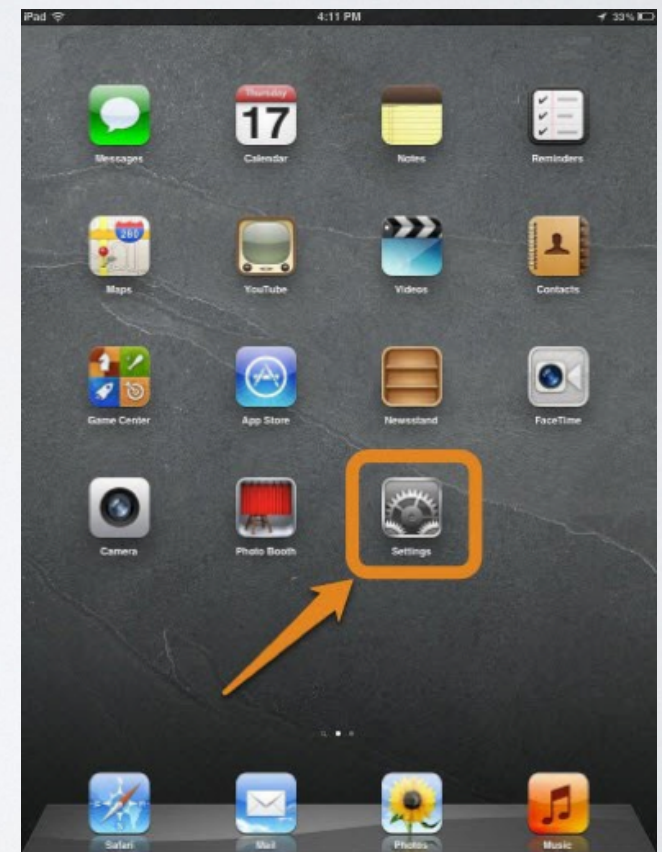 iPad 4:11 PM 33%
Thursday
17
Messages Calendar Notes Reminders
280
Maps YouTube Videos Contacts
Game Center App Store Newsstand FaceTime
Camera Photo Booth Settings
Safari Mail Photos Music